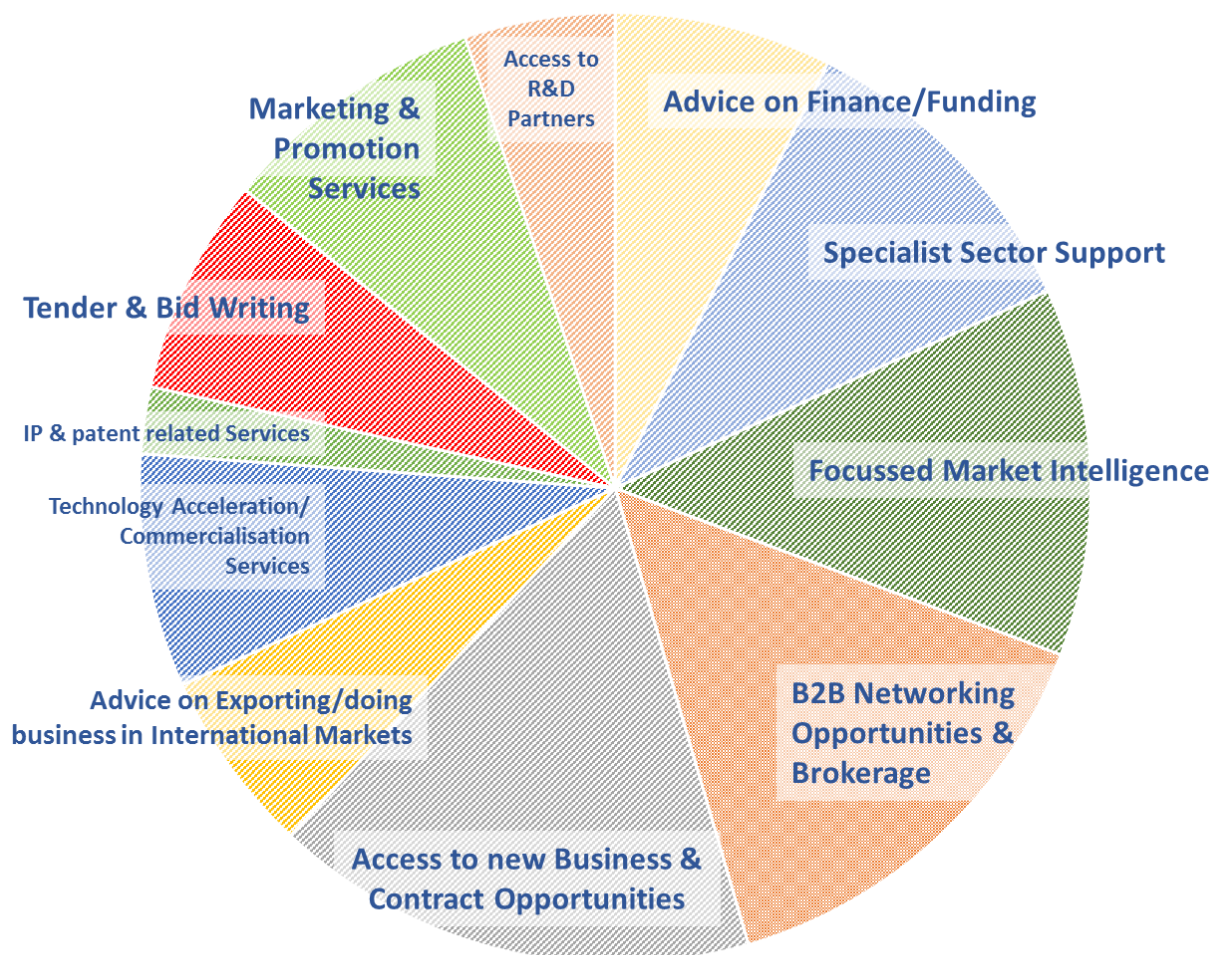 Access to
R&D
Partners
Advice on Finance/Funding
Marketing &
Promotion
Services
Specialist Sector Support
Tender & Bid Writing
IP & patent related Services
Focussed Market Intelligence
Technology Acceleration/
Commercialisation
Services
Advice on Exporting/doing
business in International Markets
B2B Networking
Opportunities &
Brokerage
Access to new Business &
Contract Opportunities